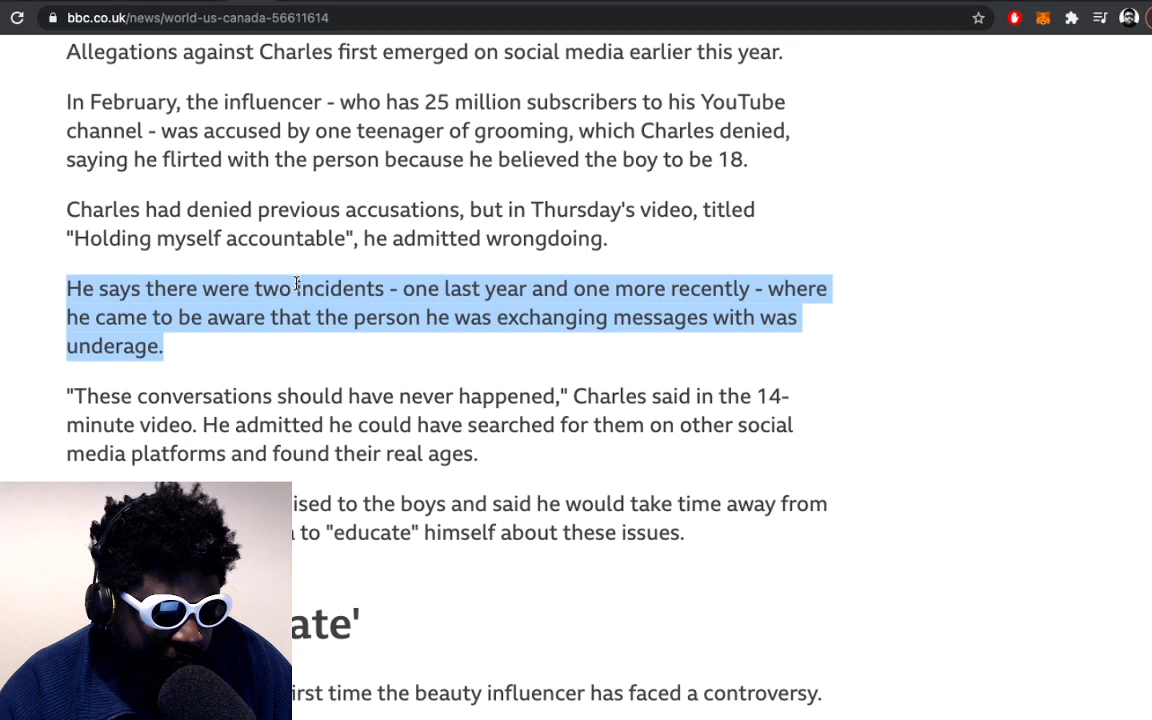 bbc.co.uk/news/world-us-canada-56611614
Allegations against Charles first emerged on social media earlier this year.
In February, the influencer - who has 25 million subscribers to his YouTube
channel - was accused by one teenager of grooming, which Charles denied,
saying he flirted with the person because he believed the boy to be 18.
Charles had denied previous accusations, but in Thursday's video, titled
"Holding myself accountable", he admitted wrongdoing.
He says there were two incidents - one last year and one more recently - where
he came to be aware that the person he was exchanging messages with was
underage.
"These conversations should have never happened," Charles said in the 14-
minute video. He admitted he could have searched for them on other social
media platforms and found their real ages.
ised to the boys and said he would take time away from
to "educate" himself about these issues.
ate'
irst time the beauty influencer has faced a controversy.